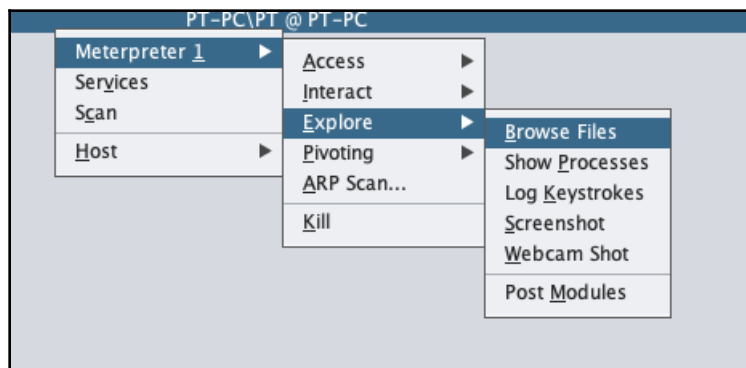 PT-PC\PT @ PT-PC
Meterpreter 1
Services
Scan
Host
Access
Interact
Explore
Pivoting
ARP Scan...
Kill
Browse Files
Show Processes
Log Keystrokes
Screenshot
Webcam Shot
Post Modules